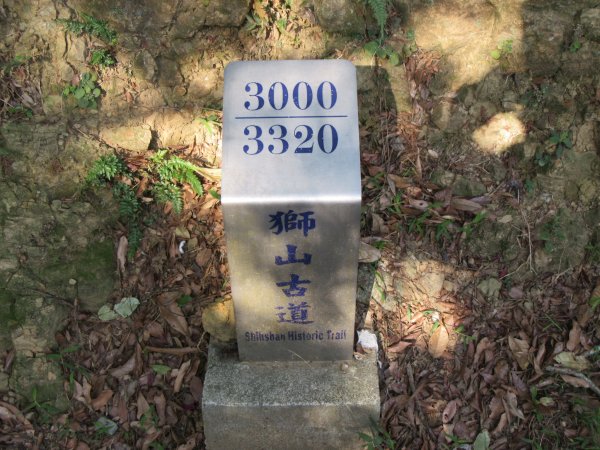 3000
3320
獅
山
古
道
Shihshan Historic Trail